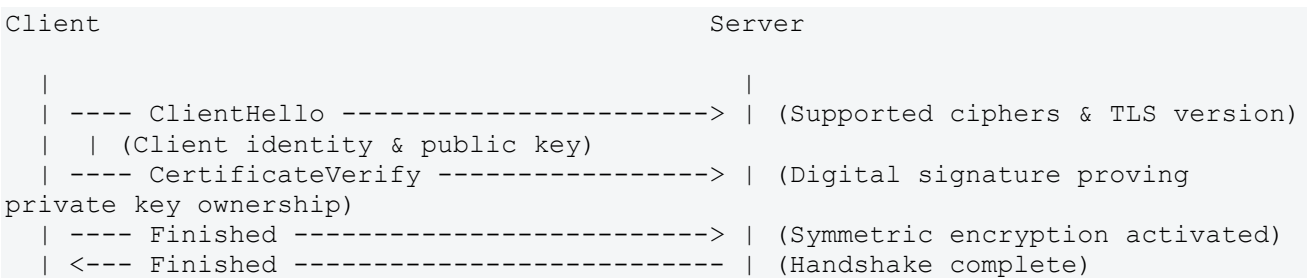 Client                                      Server

  |                                           |
  | ---- ClientHello -----------------------> | (Supported ciphers & TLS version)
  |  | (Client identity & public key)
  | ---- CertificateVerify -----------------> | (Digital signature proving
private key ownership)
  | ---- Finished --------------------------> | (Symmetric encryption activated)
  | <--- Finished --------------------------- | (Handshake complete)